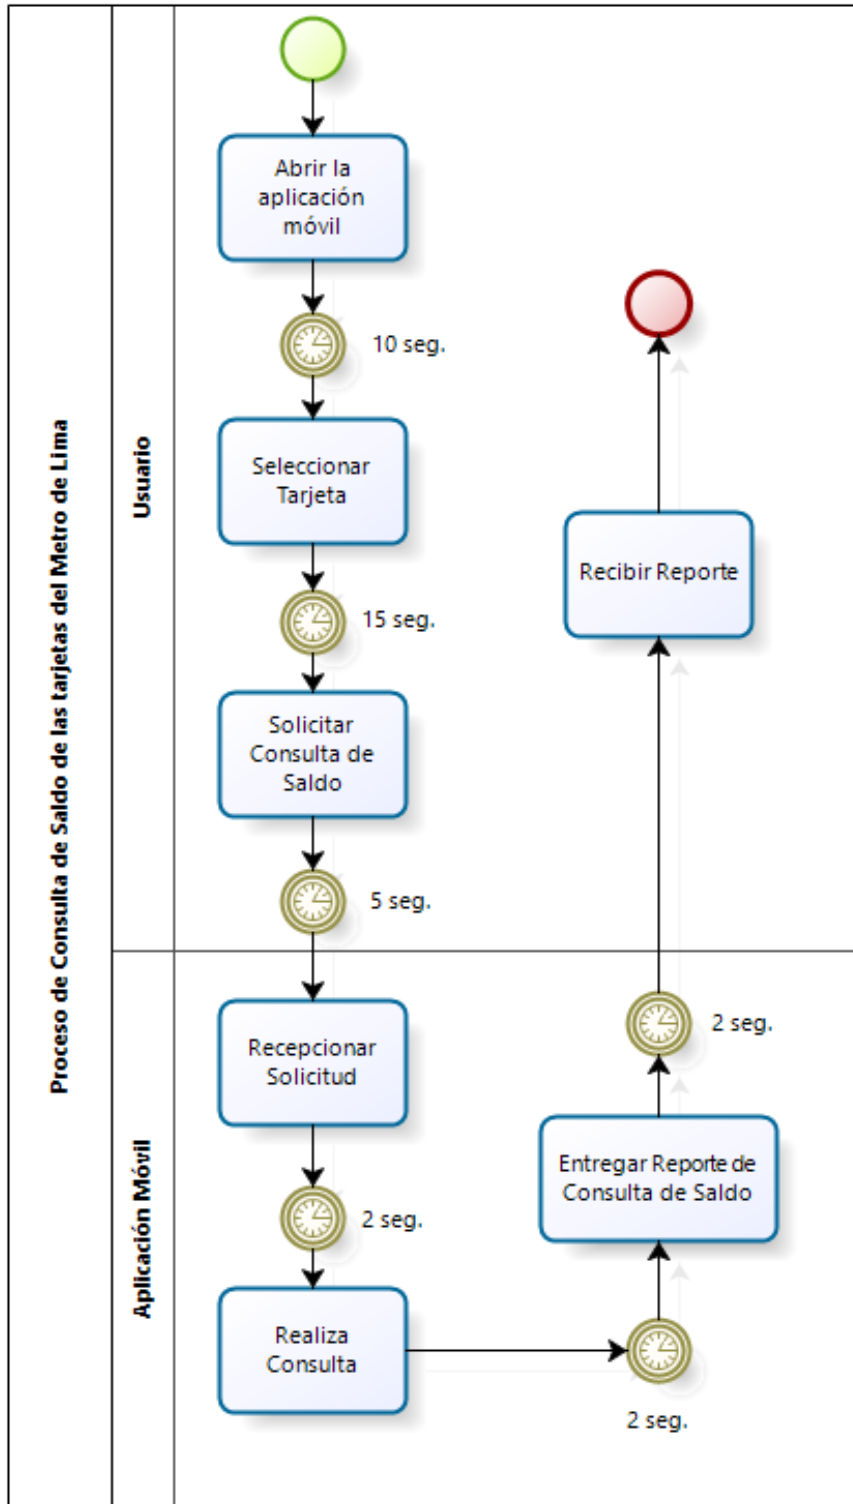 Proceso de Consulta de Saldo de las tarjetas del Metro de Lima
Usuario
Abrir la
aplicación
móvil
10 seg.
Seleccionar
Tarjeta
15 seg.
Solicitar
Consulta de
Saldo
5 seg.
Recibir Reporte
Aplicación Móvil
Recepcionar
Solicitud
2 seg.
Realiza
Consulta
2 seg.
Entregar Reporte de
Consulta de Saldo
2 seg.